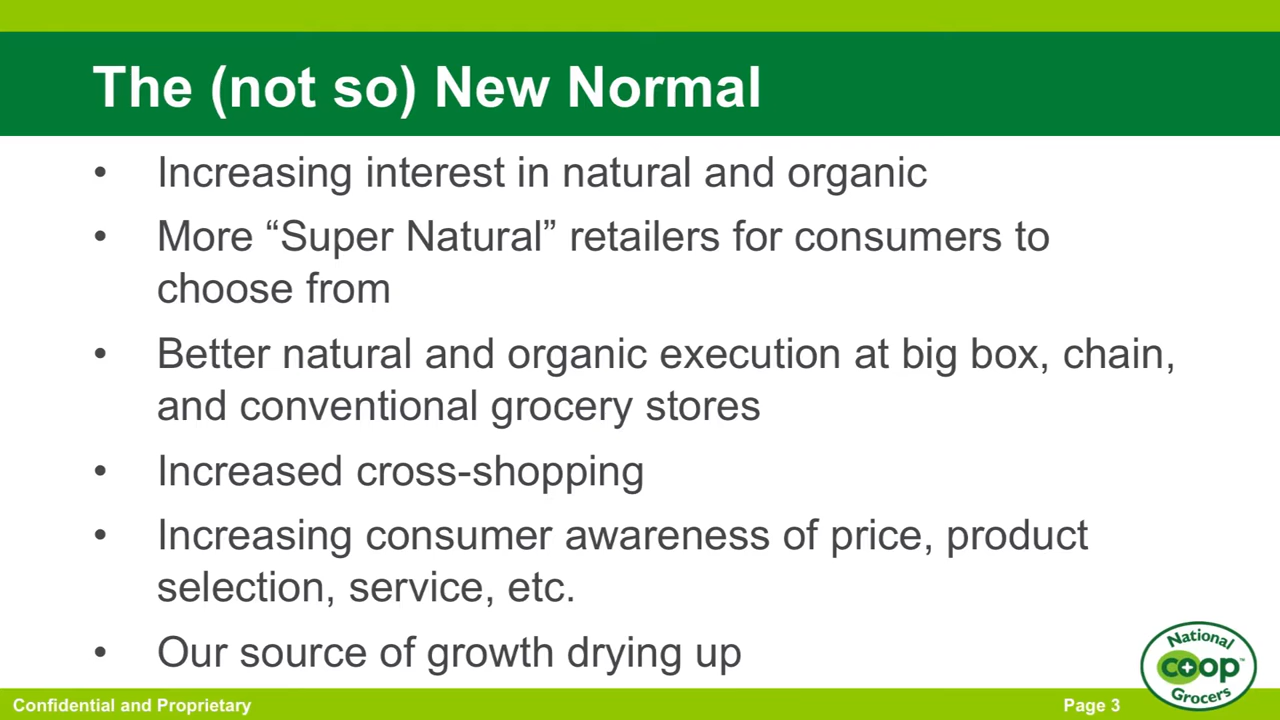 The (not so) New Normal
• Increasing interest in natural and organic
• More “Super Natural” retailers for consumers to
choose from
• Better natural and organic execution at big box, chain,
and conventional grocery stores
• Increased cross-shopping
• Increasing consumer awareness of price, product
selection, service, etc.
• Our source of growth drying up
National
co+op™
Grocers
Confidential and Proprietary
Page 3